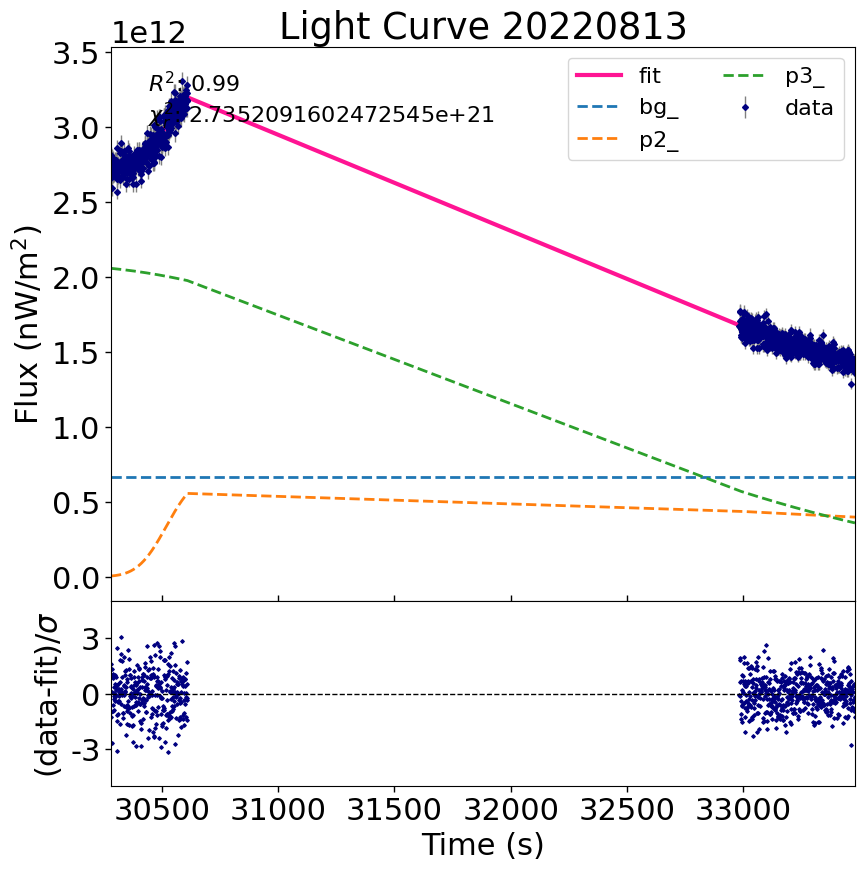 Light Curve 20220813
1e12
3.5
3.0
2.5
2.0
1.5
1.0
0.5
0.0
Flux (nW/m²)
R²: 0.99
2.7352091602472545e+21
fit
bg_
p2_
p3_
data
3
0
-3
(data-fit)/σ
30500 31000 31500 32000 32500 33000
Time (s)